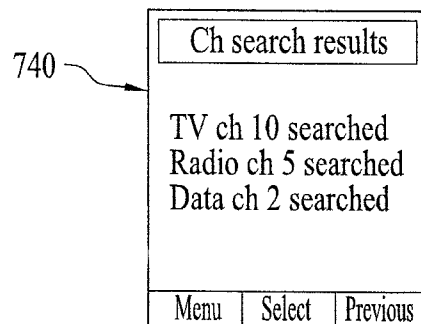 Ch search results
740
TV ch 10 searched
Radio ch 5 searched
Data ch 2 searched
Menu Select Previous